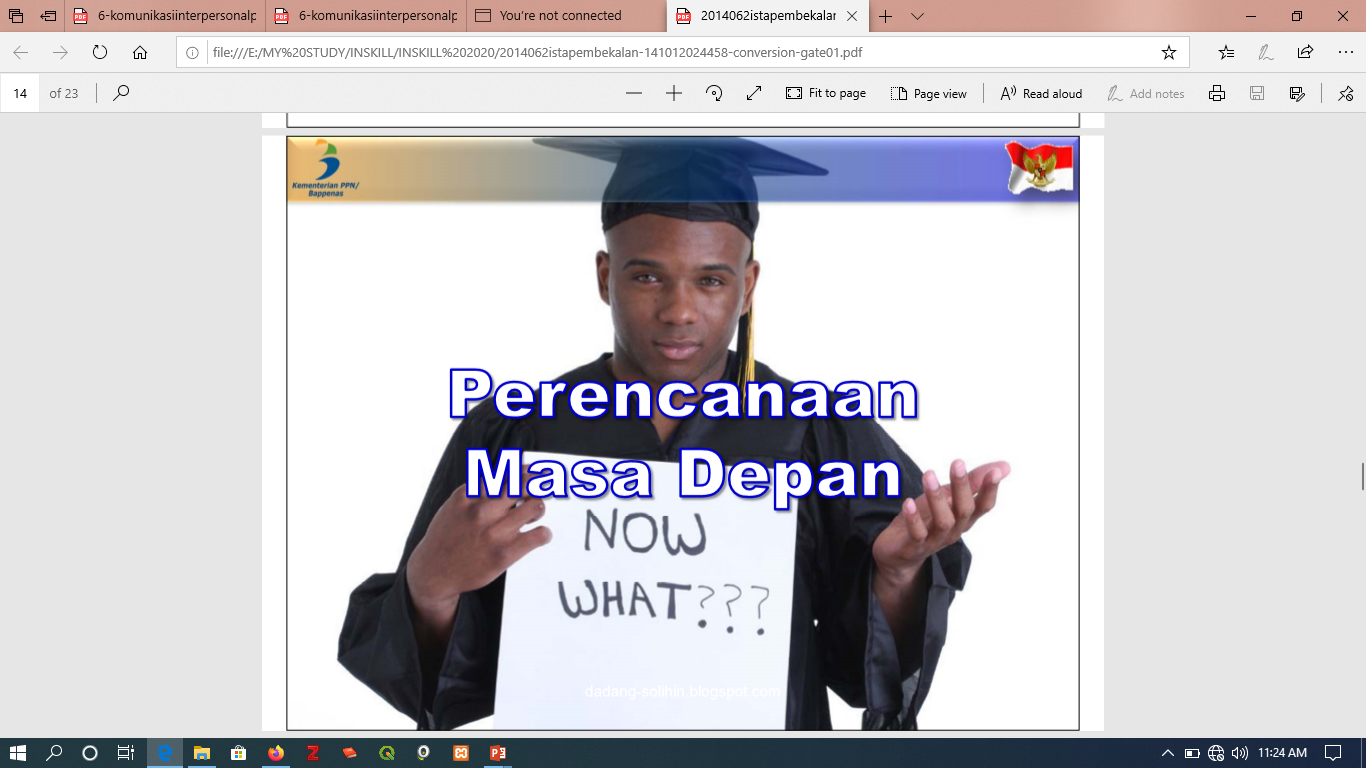 6-komunikasiinterpersonalp
6-komunikasiinterpersonalp
You're not connected
2014062istapembekalan
file:///E:/MY%20STUDY/INSKILL/INSKILL%202020/2014062istapembekalan-141012024458-conversion-gate01.pdf
14 of 23
Fit to page
Page view
Read aloud
Add notes
Kementerian PPN/
Bappenas
Perencanaan
Masa Depan
NOW
WHAT???
dadang-solihin.blogspot.com
11:24 AM